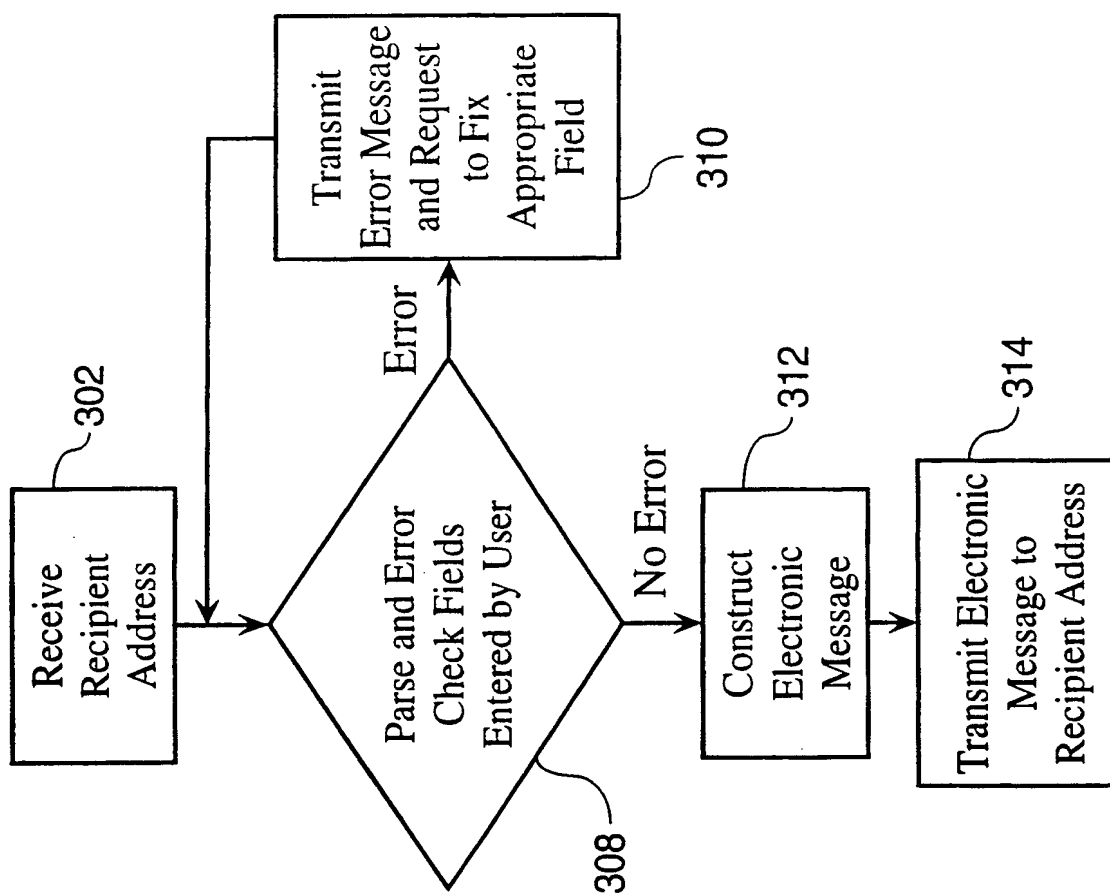 Receive
Recipient
Address
302
Parse and Error
Check Fields
Entered by User
308
Error
Transmit
Error Message
and Request
to Fix
Appropriate
Field
310
No Error
Construct
Electronic
Message
312
Transmit Electronic
Message to
Recipient Address
314